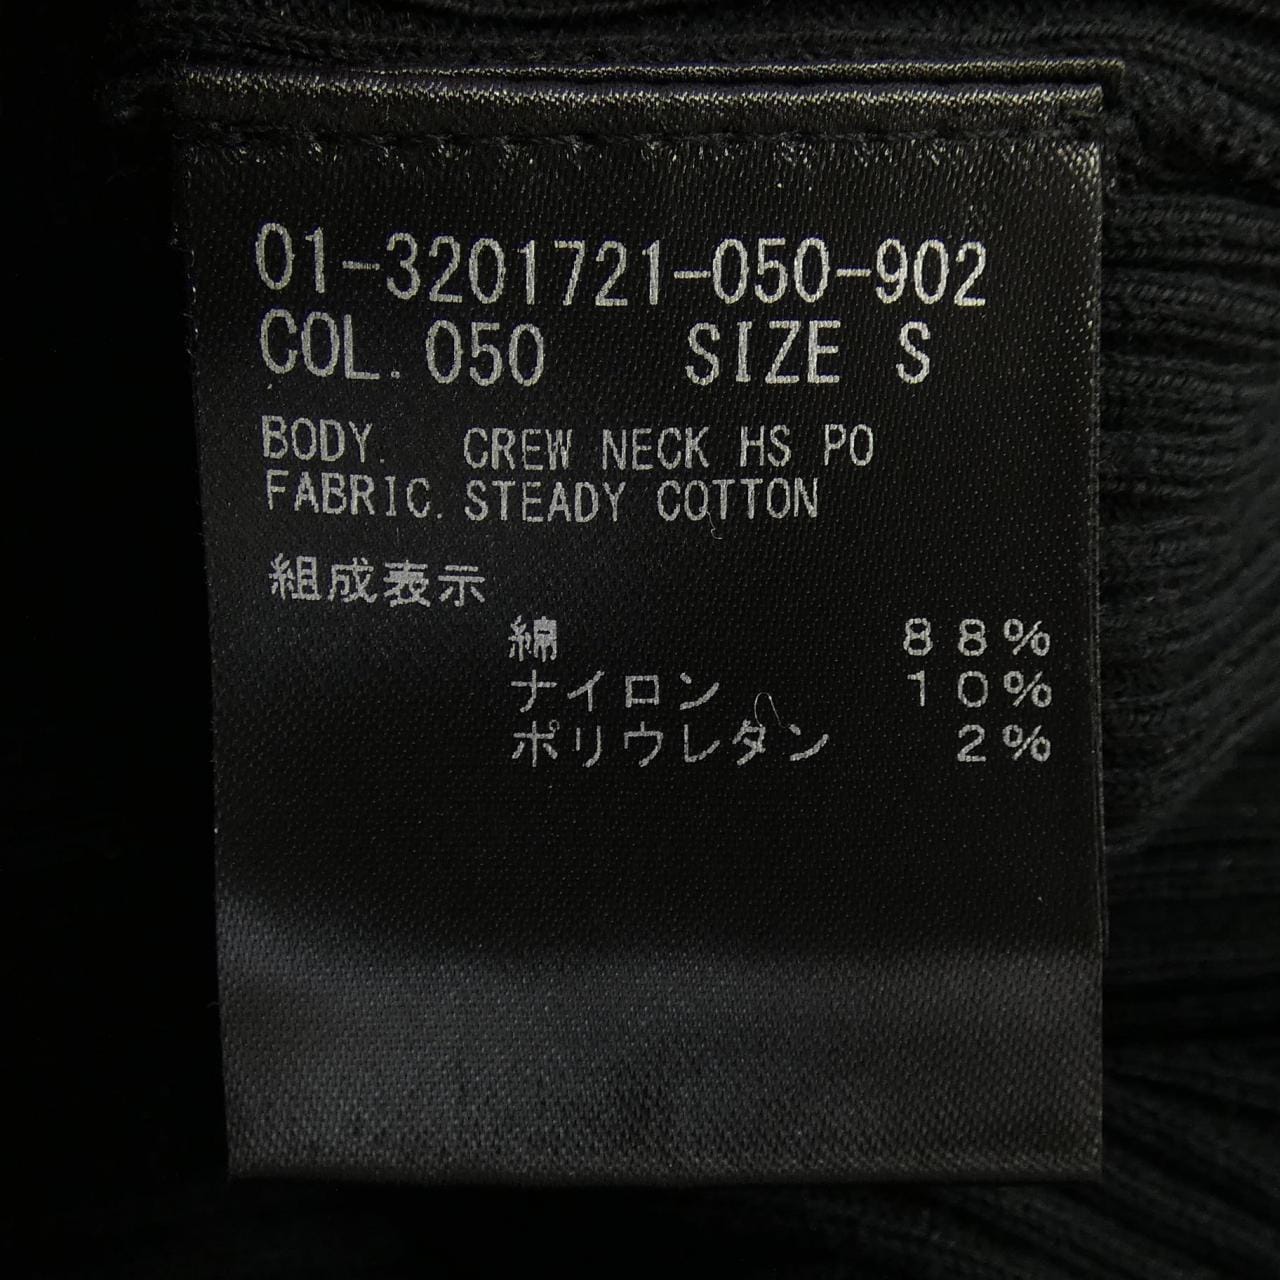 01-3201721-050-902
COL. 050 SIZE S
BODY. CREW NECK HS PO
FABRIC. STEADY COTTON
組成表示
綿 88%
ナイロン 10%
ポリウレタン 2%